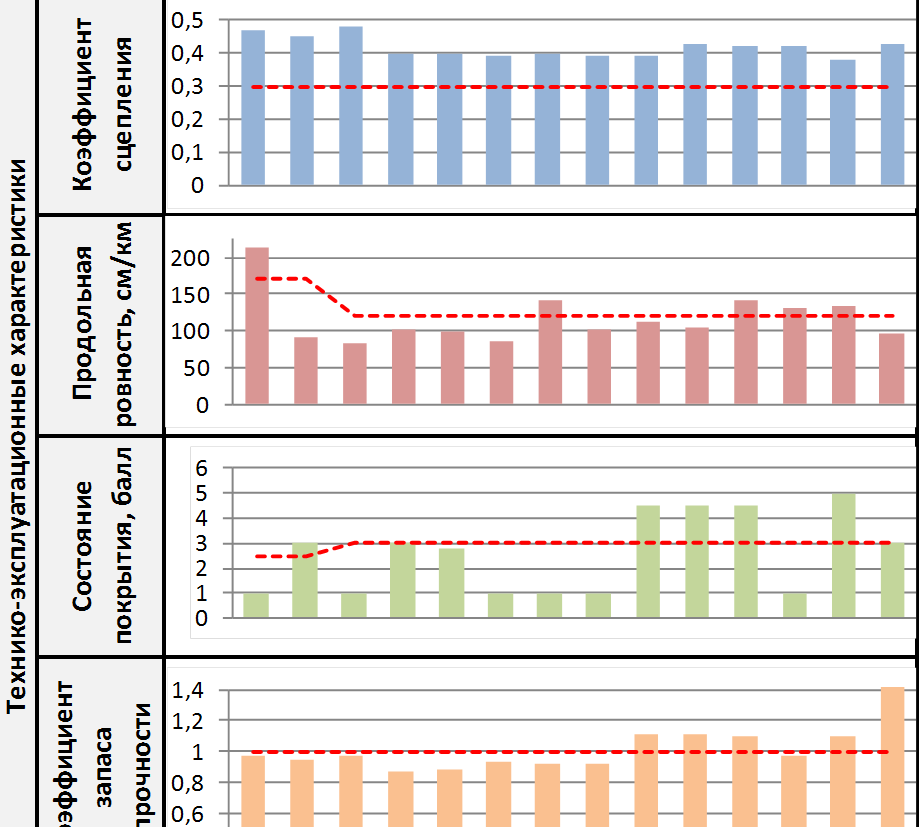 Технико-эксплуатационные характеристики
Коэффициент
сцепления
0,5
0,4
0,3
0,2
0,1
0
Продольная
ровность, см/км
200
150
100
50
0
Состояние
покрытия, балл
6
5
4
3
2
1
0
эффициент
запаса
прочности
1,4
1,2
1
0,8
0,6